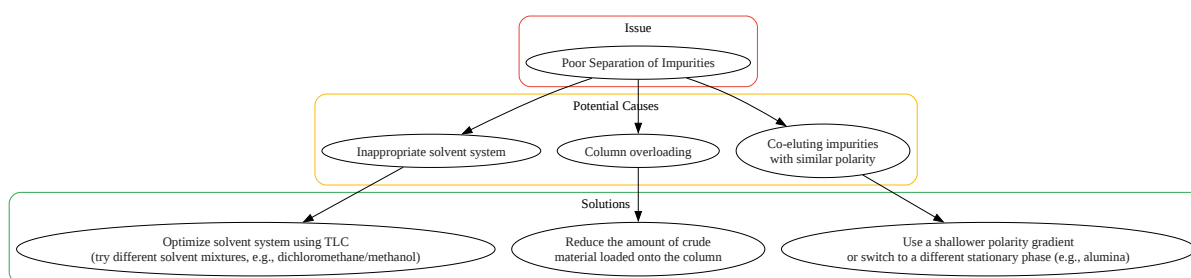 Issue
Poor Separation of Impurities
Potential Causes
Inappropriate solvent system
Column overloading
Co-eluting impurities
with similar polarity
Solutions
Optimize solvent system using TLC
(try different solvent mixtures, e.g., dichloromethane/methanol)
Reduce the amount of crude
material loaded onto the column
Use a shallower polarity gradient
or switch to a different stationary phase (e.g., alumina)